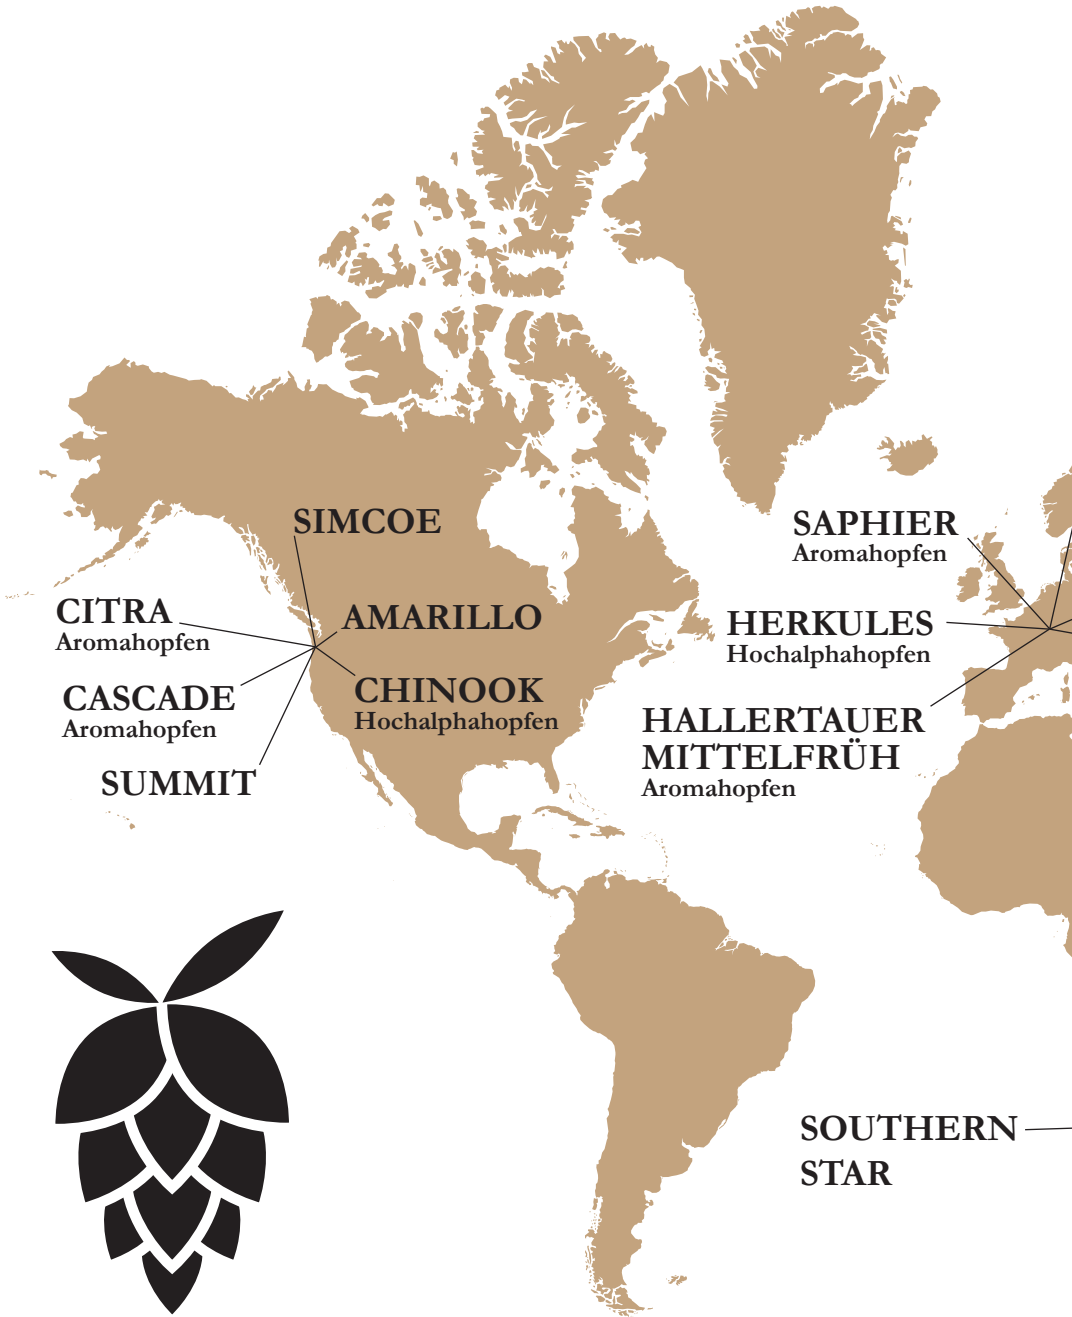 SIMCOE
CITRA
Aromahopfen
AMARILLO
CASCADE
Aromahopfen
CHINOOK
Hochalphahopfen
SUMMIT
SAPHIER
Aromahopfen
HERKULES
Hochalphahopfen
HALLERTAUER
MITTELFRÜH
Aromahopfen
SOUTHERN
STAR